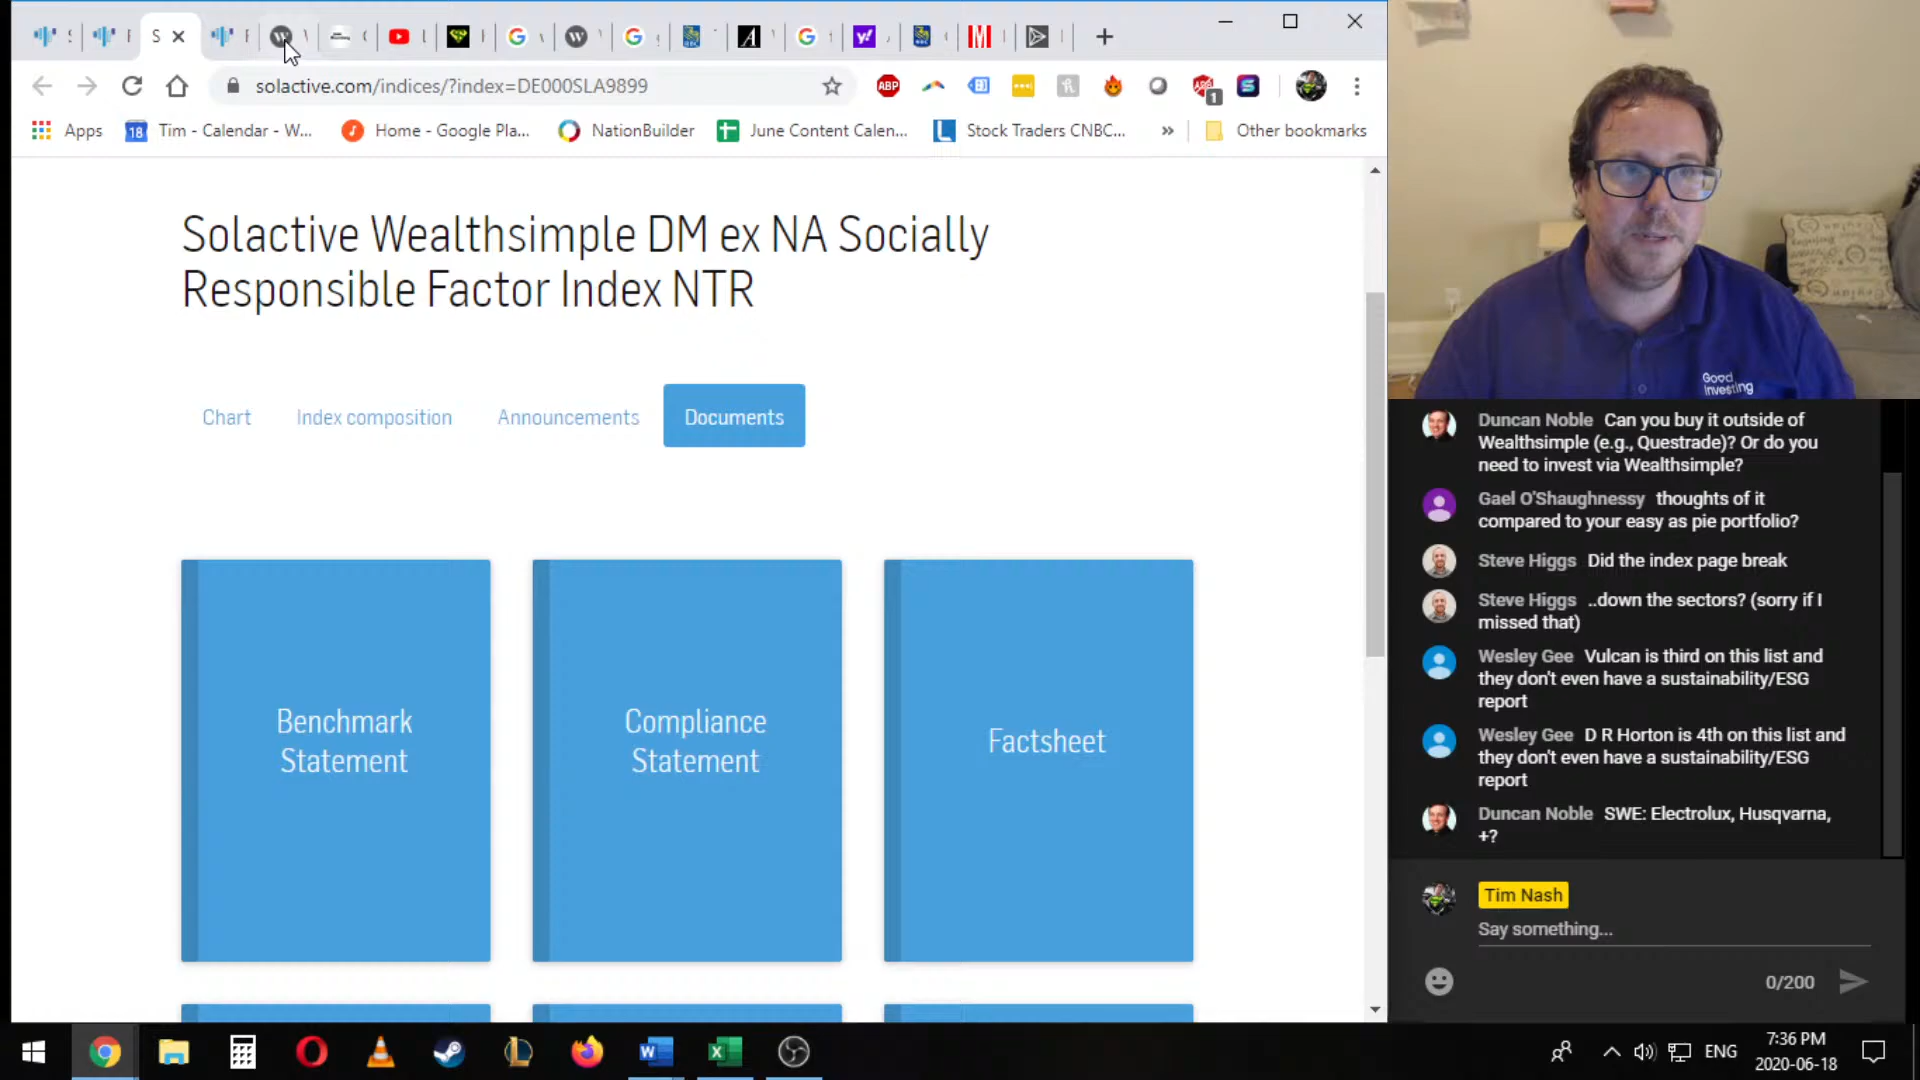 S
solactive.com/indices/?index=DE000SLA9899
ABP
1
Apps
18
Tim - Calendar - W...
Home - Google Pla...
NationBuilder
June Content Calen...
Stock Traders CNBC...
»
Other bookmarks
Solactive Wealthsimple DM ex NA Socially
Responsible Factor Index NTR
Chart
Index composition
Announcements
Documents
Benchmark
Statement
Compliance
Statement
Factsheet
Good
Investing
Duncan Noble Can you buy it outside of
Wealthsimple (e.g., Questrade)? Or do you
need to invest via Wealthsimple?
Gael O'Shaughnessy thoughts of it
compared to your easy as pie portfolio?
Steve Higgs Did the index page break
Steve Higgs ..down the sectors? (sorry if I
missed that)
Wesley Gee Vulcan is third on this list and
they don't even have a sustainability/ESG
report
Wesley Gee D R Horton is 4th on this list and
they don't even have a sustainability/ESG
report
Duncan Noble SWE: Electrolux, Husqvarna,
+?
Tim Nash
Say something...
0/200
ENG
7:36 PM
2020-06-18